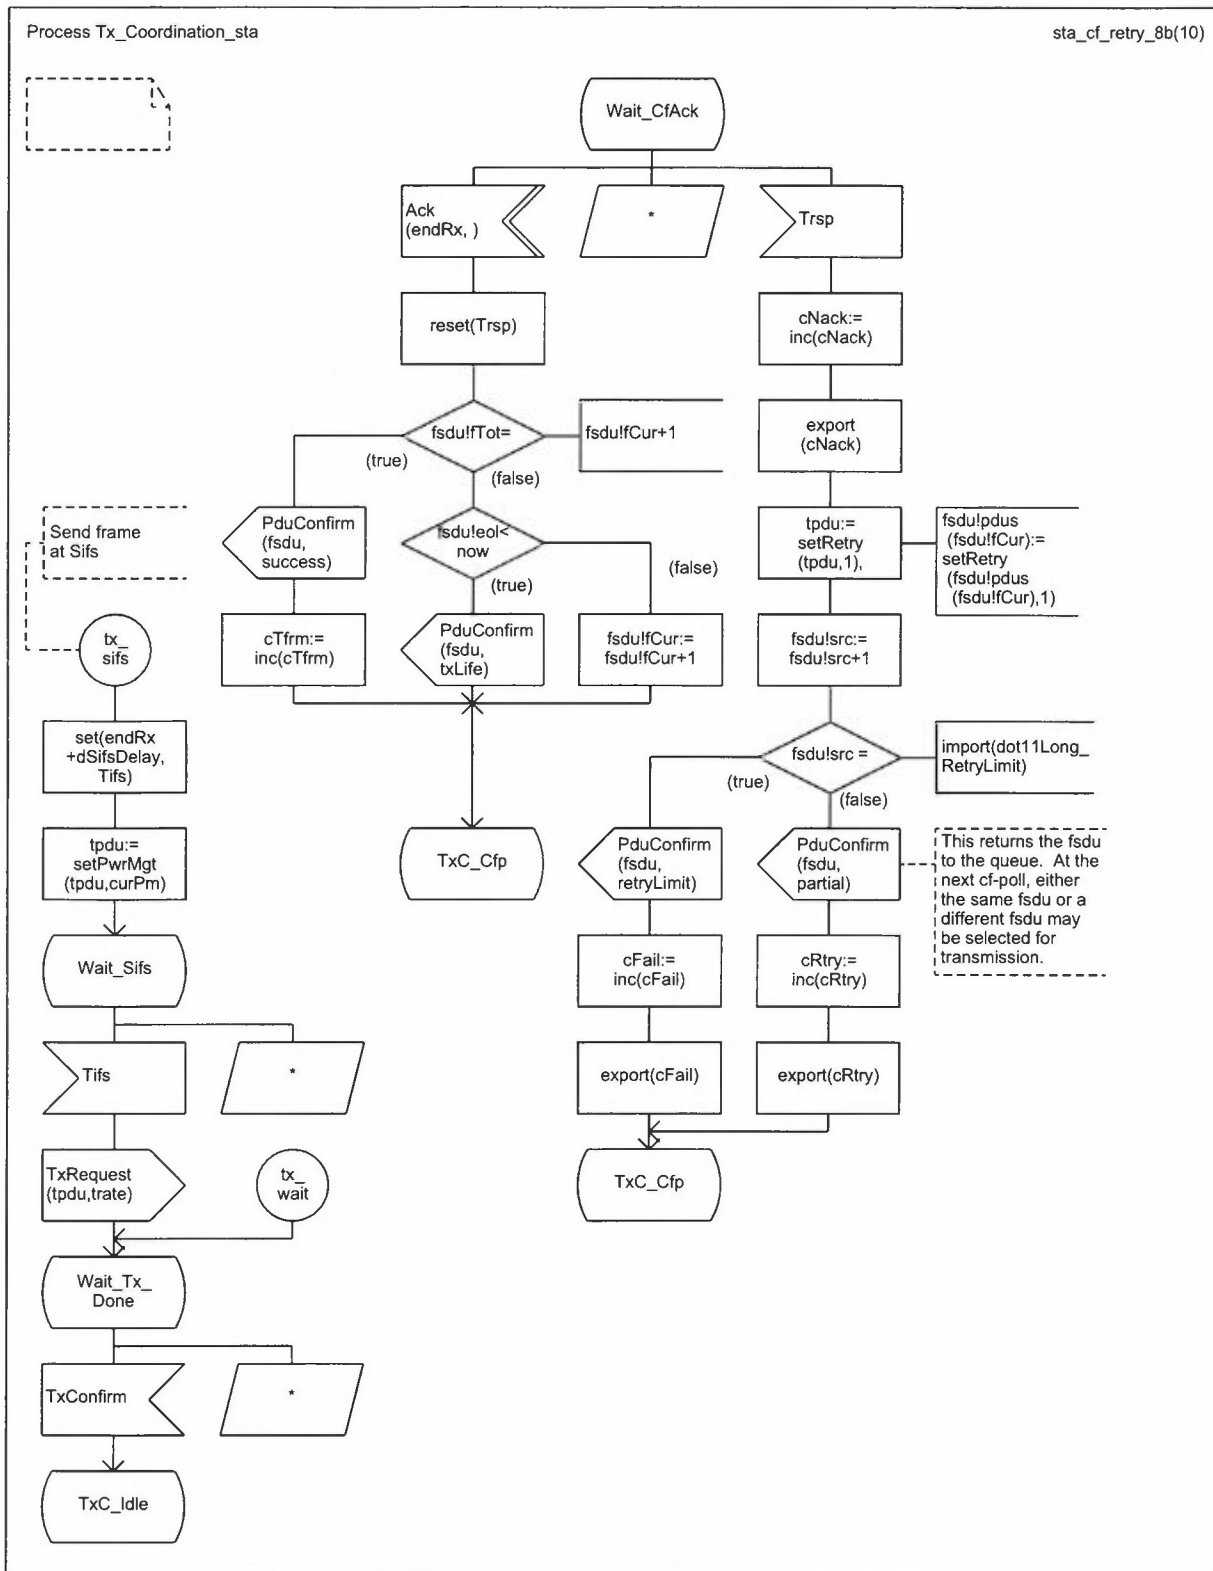 Process Tx_Coordination_sta
sta_cf_retry_8b(10)
Wait_CfAck
Ack
(endRx, )
*
Trsp
reset(Trsp)
cNack:=
inc(cNack)
fsdu!fTot=
fsdu!fCur+1
(true)
(false)
export
(cNack)
Send frame
at Sifs
PduConfirm
(fsdu,
success)
fsdu!eol<
now
(true)
(false)
tpdu:=
setRetry
(tpdu,1),
fsdu!pdus
(fsdu!fCur):=
setRetry
(fsdu!pdus
(fsdu!fCur),1)
tx_
sifs
cTfrm:=
inc(cTfrm)
PduConfirm
(fsdu,
txLife)
fsdu!fCur:=
fsdu!fCur+1
fsdu!src:=
fsdu!src+1
set(endRx
+dSifsDelay,
Tifs)
fsdu!src =
import(dot11Long_
RetryLimit)
(true)
(false)
tpdu:=
setPwrMgt
(tpdu,curPm)
TxC_Cfp
PduConfirm
(fsdu,
retryLimit)
PduConfirm
(fsdu,
partial)
This returns the fsdu
to the queue. At the
next cf-poll, either
the same fsdu or a
different fsdu may
be selected for
transmission.
Wait_Sifs
cFail:=
inc(cFail)
cRtry:=
inc(cRtry)
Tifs
*
export(cFail)
export(cRtry)
TxRequest
(tpdu,trate)
tx_
wait
TxC_Cfp
Wait_Tx_
Done
TxConfirm
*
TxC_Idle